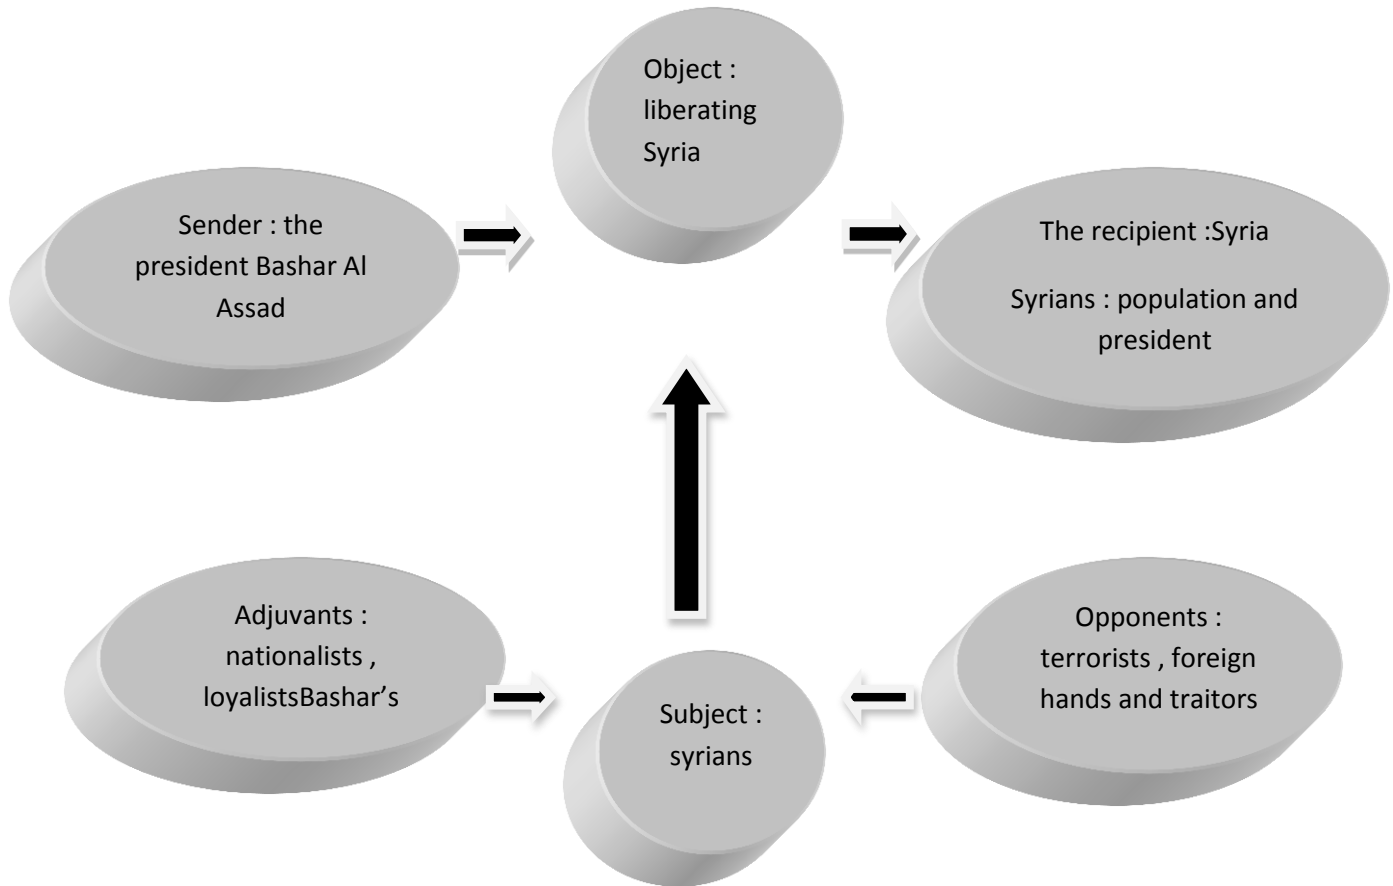 Object :
liberating
Syria
Sender : the
president Bashar Al
Assad
The recipient :Syria
Syrians : population and
president
Adjuvants :
nationalists ,
loyalistsBashar’s
Subject :
syrians
Opponents :
terrorists , foreign
hands and traitors